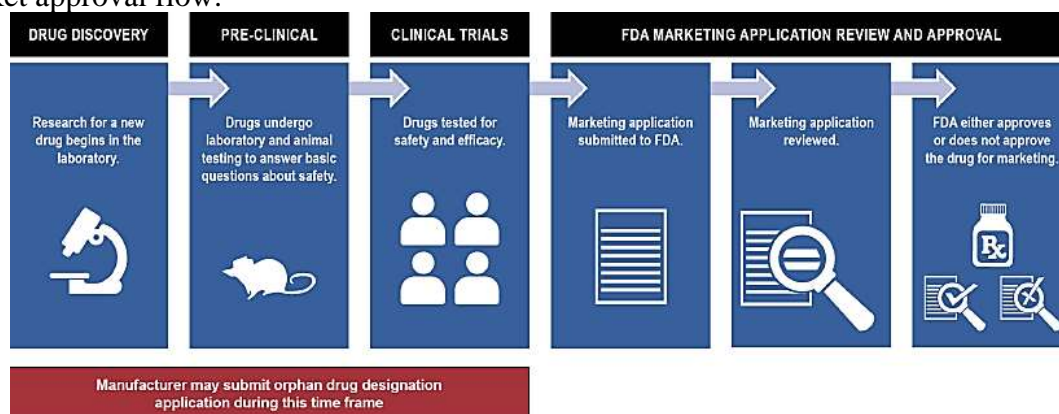 approval flow.
DRUG DISCOVERY
PRE-CLINICAL
CLINICAL TRIALS
FDA MARKETING APPLICATION REVIEW AND APPROVAL
Research for a new
drug begins in the
laboratory.
Drugs undergo
laboratory and animal
testing to answer basic
questions about safety.
Drugs tested for
safety and efficacy.
Marketing application
submitted to FDA.
Marketing application
reviewed.
FDA either approves
or does not approve
the drug for marketing.
Rx
Manufacturer may submit orphan drug designation
application during this time frame